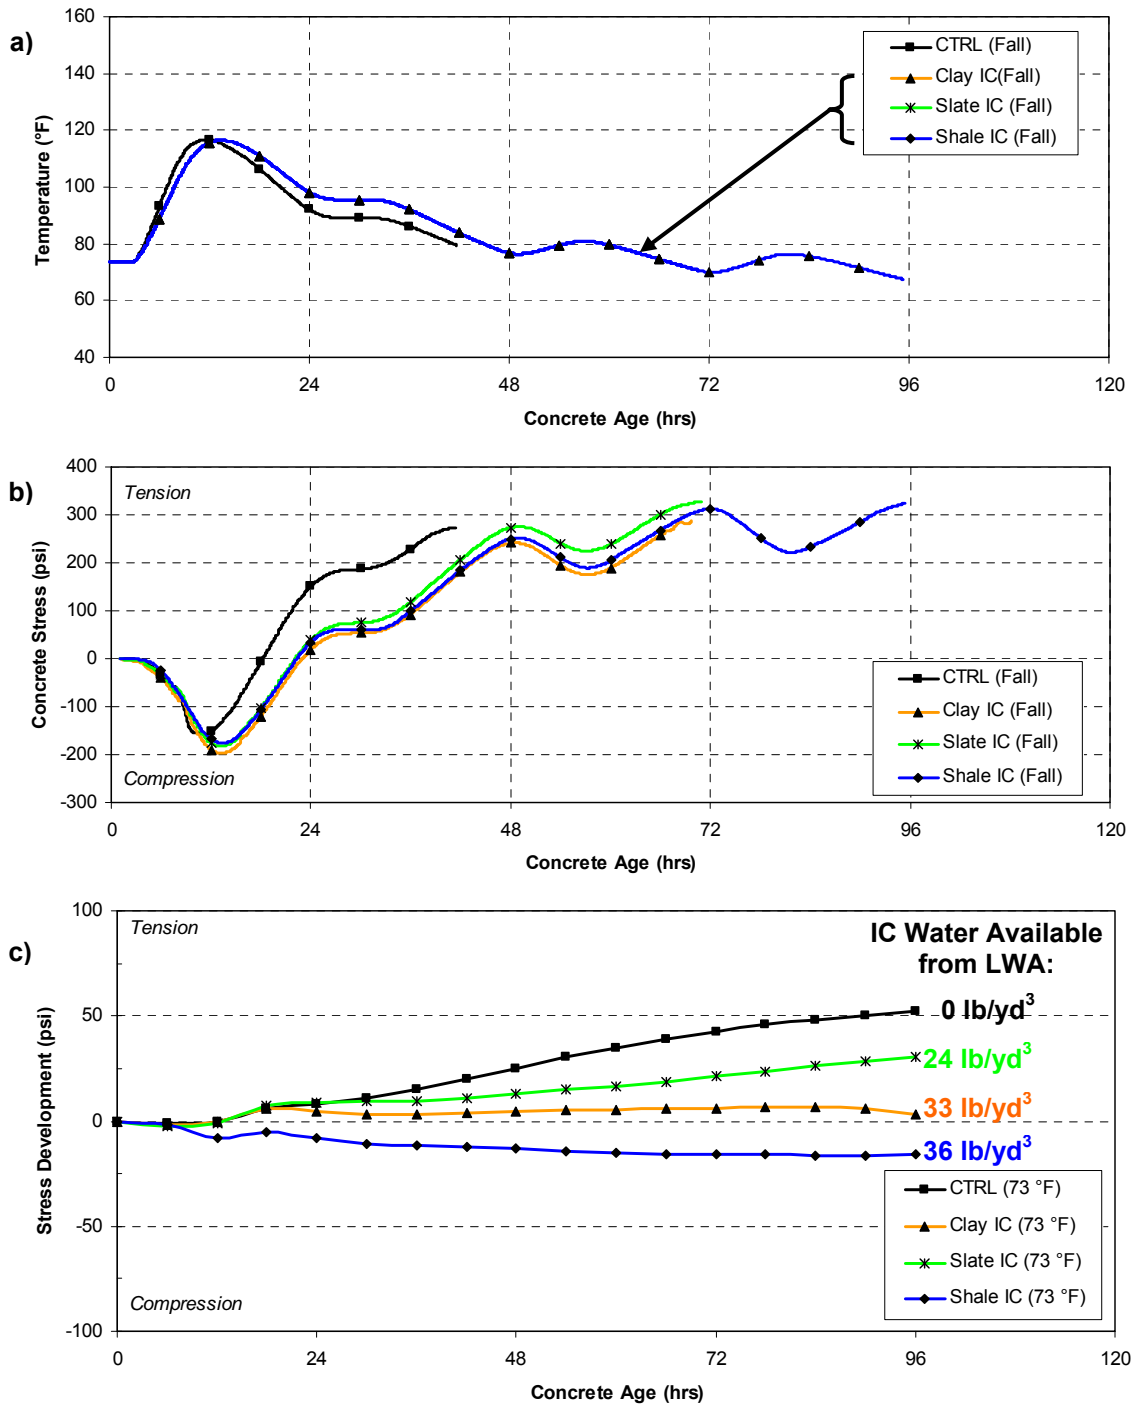 a)
160
140
120
100
80
60
40
Temperature (°F)
0 24 48 72 96 120
Concrete Age (hrs)
CTRL (Fall)
Clay IC(Fall)
Slate IC (Fall)
Shale IC (Fall)
b)
400
300
200
100
0
-100
-200
-300
Concrete Stress (psi)
Tension
Compression
0 24 48 72 96 120
Concrete Age (hrs)
CTRL (Fall)
Clay IC (Fall)
Slate IC (Fall)
Shale IC (Fall)
c)
100
50
0
-50
-100
Stress Development (psi)
Tension
Compression
IC Water Available
from LWA:
0 lb/yd³
24 lb/yd³
33 lb/yd³
36 lb/yd³
CTRL (73 °F)
Clay IC (73 °F)
Slate IC (73 °F)
Shale IC (73 °F)
0 24 48 72 96 120
Concrete Age (hrs)